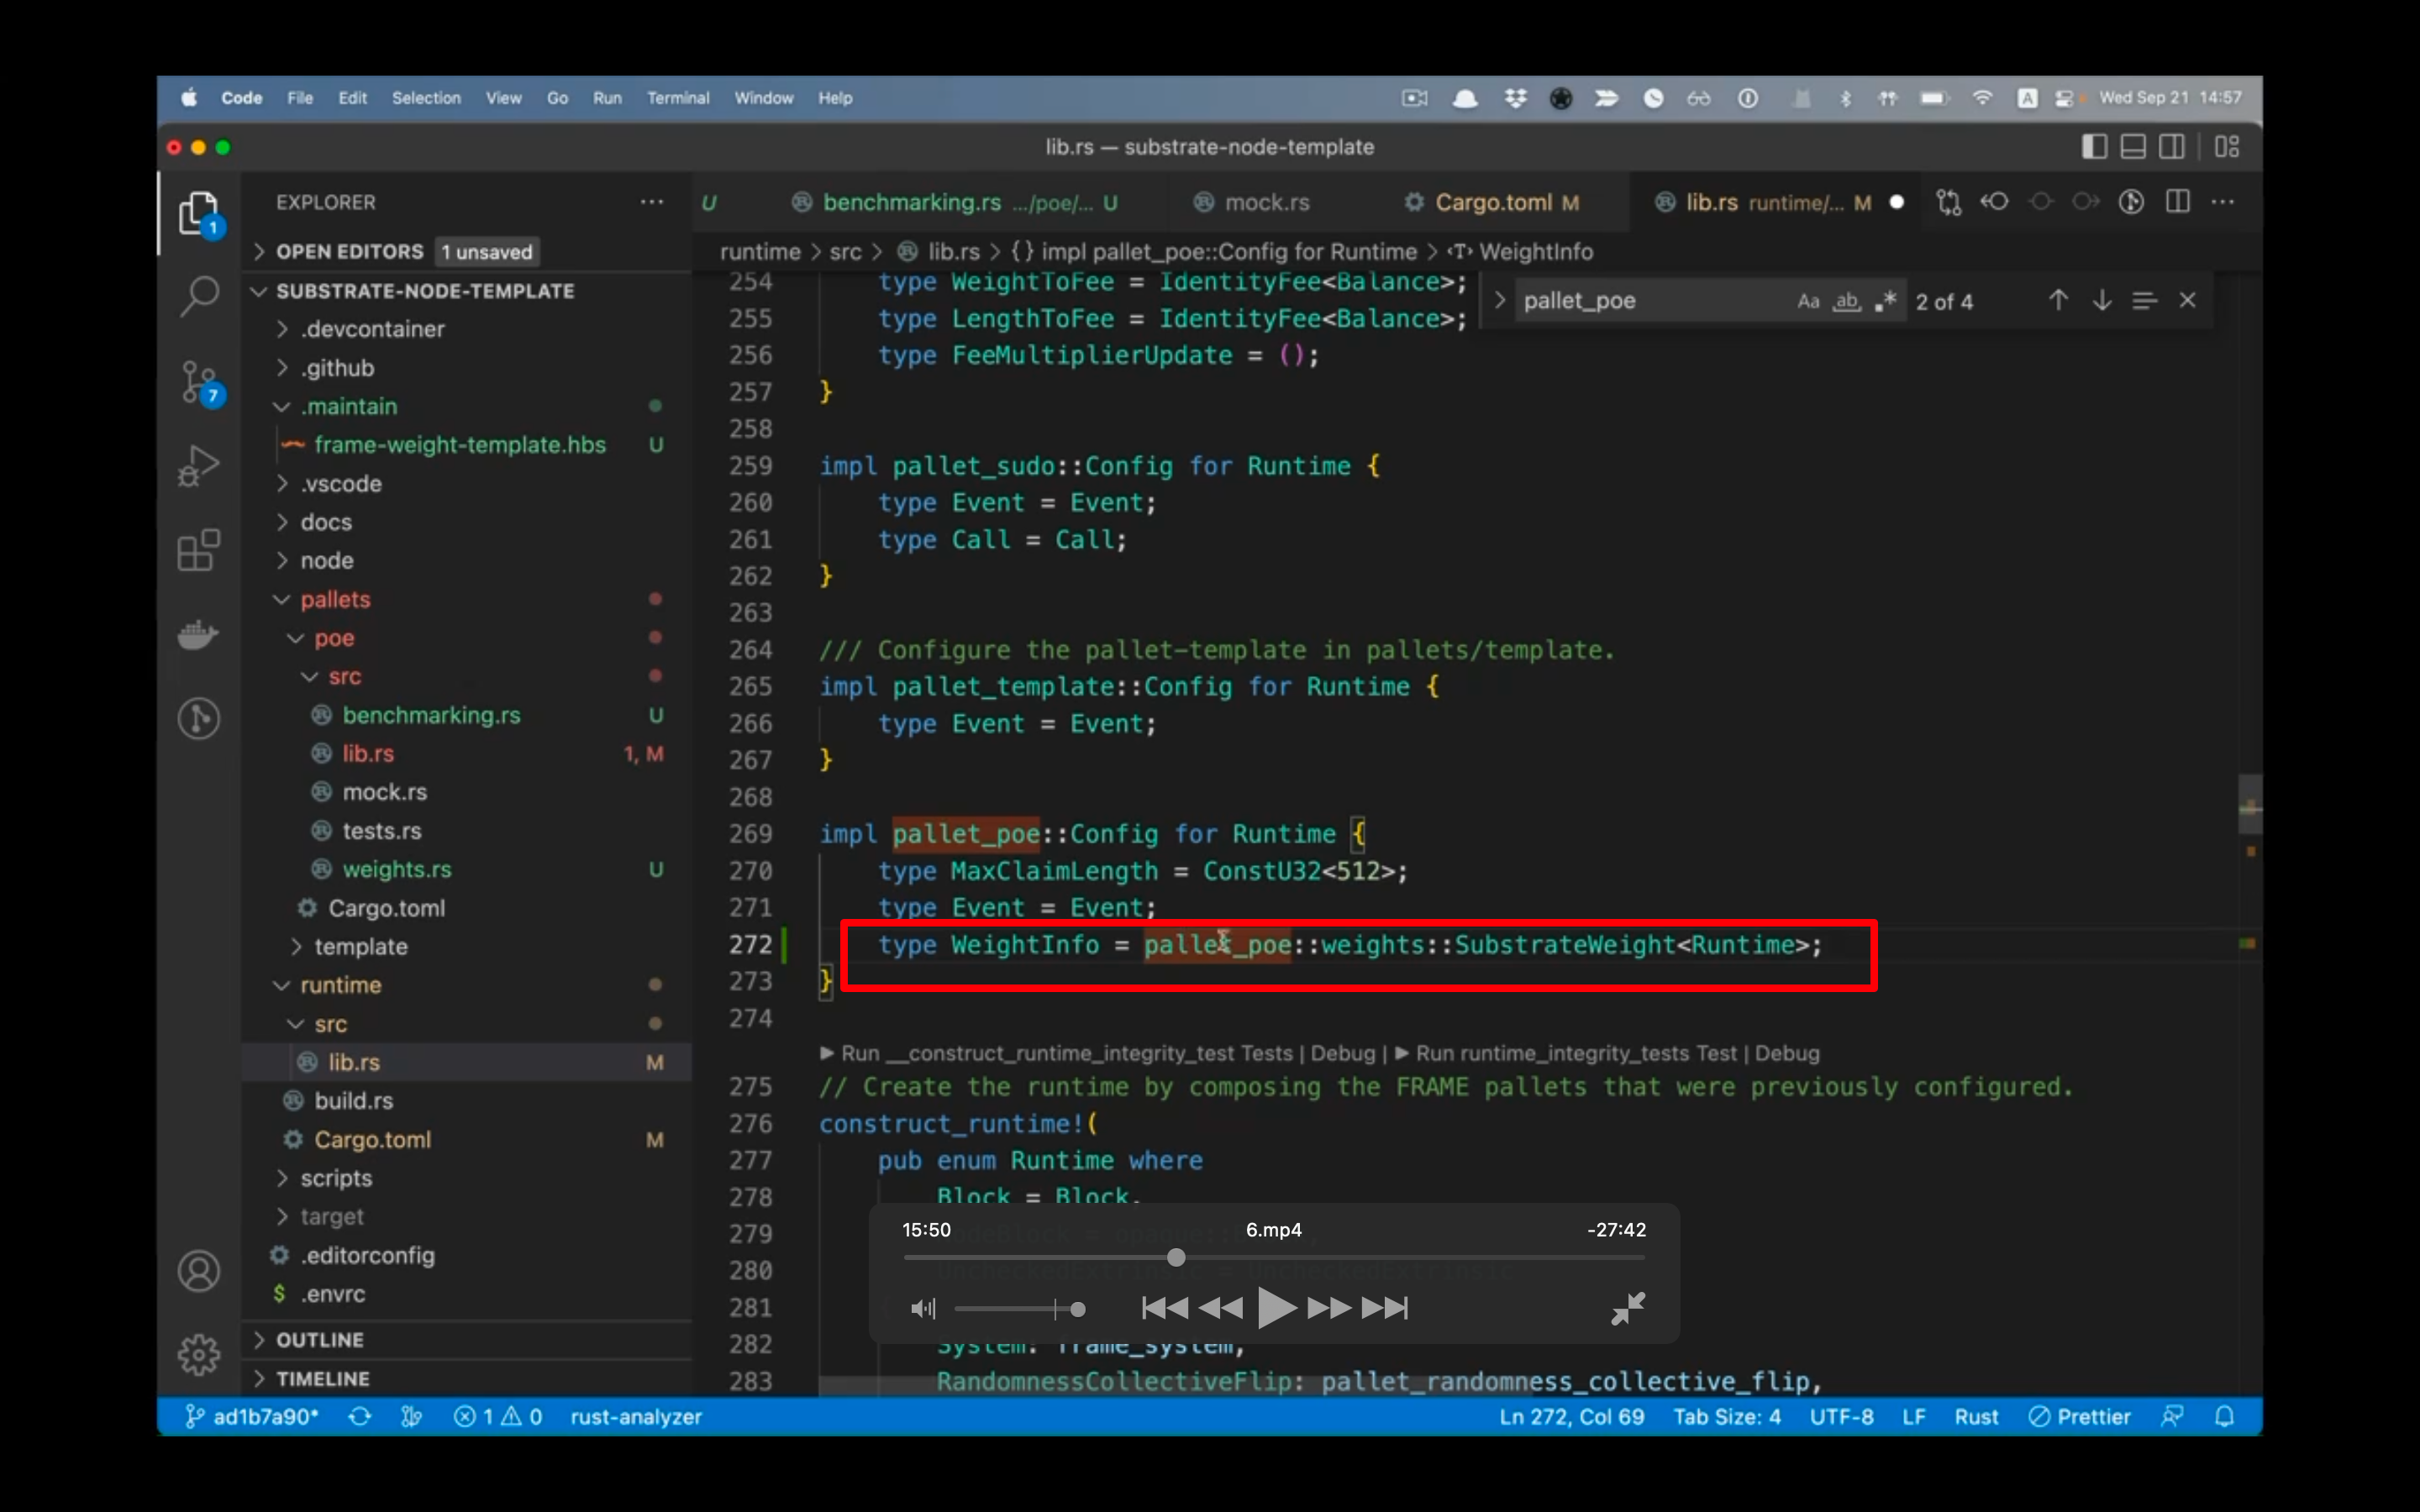 Code File Edit Selection View Go Run Terminal Window Help A Wed Sep 21 14:57
lib.rs — substrate-node-template
EXPLORER ···
1
OPEN EDITORS 1 unsaved
SUBSTRATE-NODE-TEMPLATE
.devcontainer
.github
7
.maintain
frame-weight-template.hbs U
.vscode
docs
node
pallets
poe
src
benchmarking.rs U
lib.rs 1, M
mock.rs
tests.rs
weights.rs U
Cargo.toml
template
runtime
src
lib.rs M
build.rs
Cargo.toml M
scripts
target
.editorconfig
$ .envrc
OUTLINE
TIMELINE
U benchmarking.rs .../poe/... U mock.rs Cargo.toml M lib.rs runtime/... M ···
runtime > src > lib.rs > {} impl pallet_poe::Config for Runtime > WeightInfo
pallet_poe Aa ab .* 2 of 4
254 type WeightToFee = IdentityFee<Balance>;
255 type LengthToFee = IdentityFee<Balance>;
256 type FeeMultiplierUpdate = ();
257 }
258
259 impl pallet_sudo::Config for Runtime {
260 type Event = Event;
261 type Call = Call;
262 }
263
264 /// Configure the pallet-template in pallets/template.
265 impl pallet_template::Config for Runtime {
266 type Event = Event;
267 }
268
269 impl pallet_poe::Config for Runtime {
270 type MaxClaimLength = ConstU32<512>;
271 type Event = Event;
272 type WeightInfo = pallet_poe::weights::SubstrateWeight<Runtime>;
273 }
274
Run __construct_runtime_integrity_test Tests | Debug | Run runtime_integrity_tests Test | Debug
275 // Create the runtime by composing the FRAME pallets that were previously configured.
276 construct_runtime!(
277 pub enum Runtime where
278 Block = Block,
279
280
281
282 System: frame_system,
283 RandomnessCollectiveFlip: pallet_randomness_collective_flip,
15:50 6.mp4 -27:42
ad1b7a90* 1 0 rust-analyzer Ln 272, Col 69 Tab Size: 4 UTF-8 LF Rust Prettier